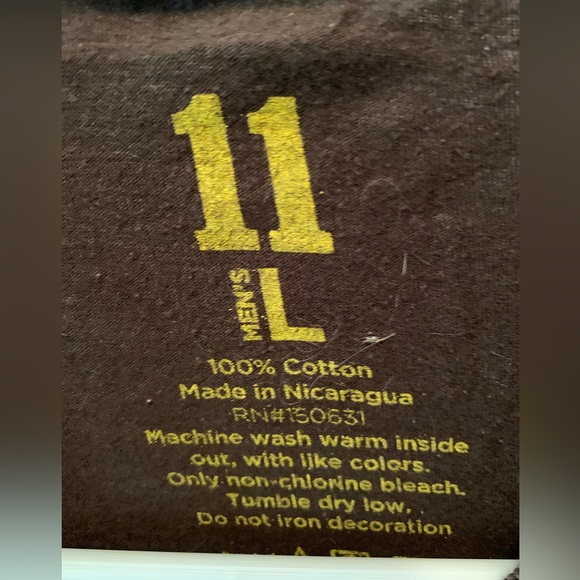 11
MEN'S L
100% Cotton
Made in Nicaragua
RN#150631
Machine wash warm inside
out, with like colors.
Only non-chlorine bleach.
Tumble dry low,
Do not iron decoration